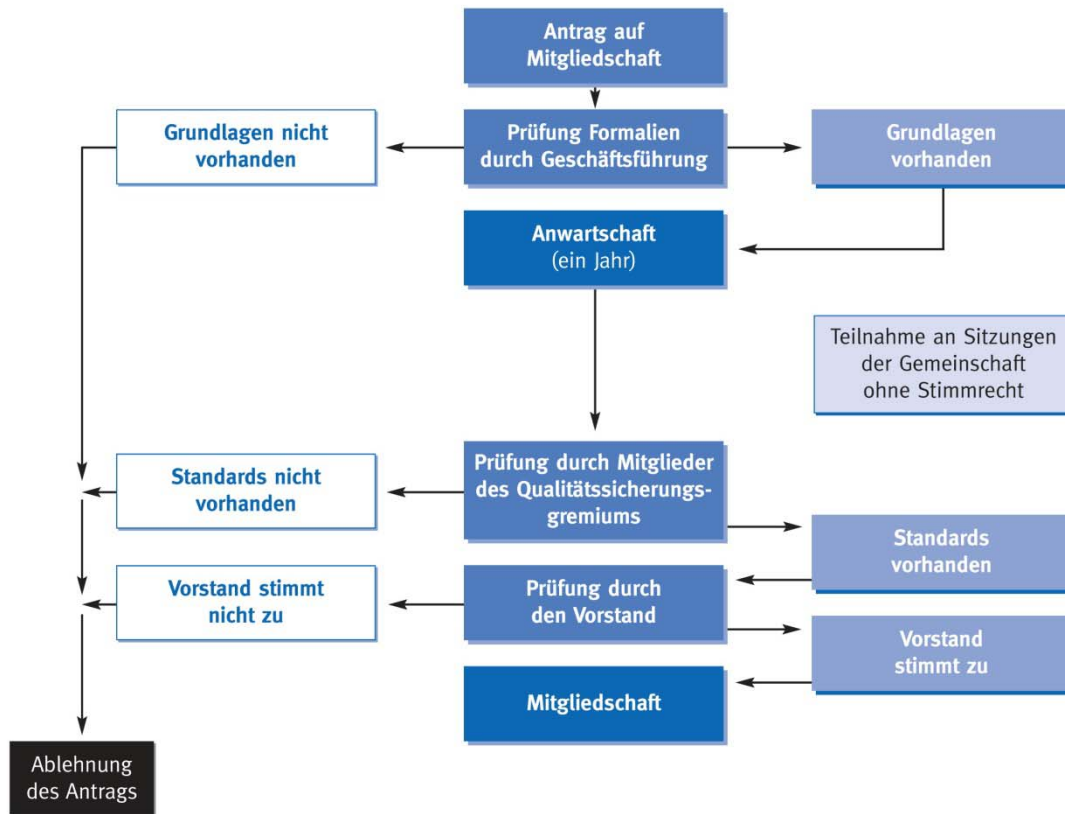 Antrag auf
Mitgliedschaft
Grundlagen nicht
vorhanden
Prüfung Formalien
durch Geschäftsführung
Grundlagen
vorhanden
Anwartschaft
(ein Jahr)
Teilnahme an Sitzungen
der Gemeinschaft
ohne Stimmrecht
Standards nicht
vorhanden
Prüfung durch Mitglieder
des Qualitätssicherungs-
gremiums
Standards
vorhanden
Vorstand stimmt
nicht zu
Prüfung durch
den Vorstand
Vorstand
stimmt zu
Mitgliedschaft
Ablehnung
des Antrags